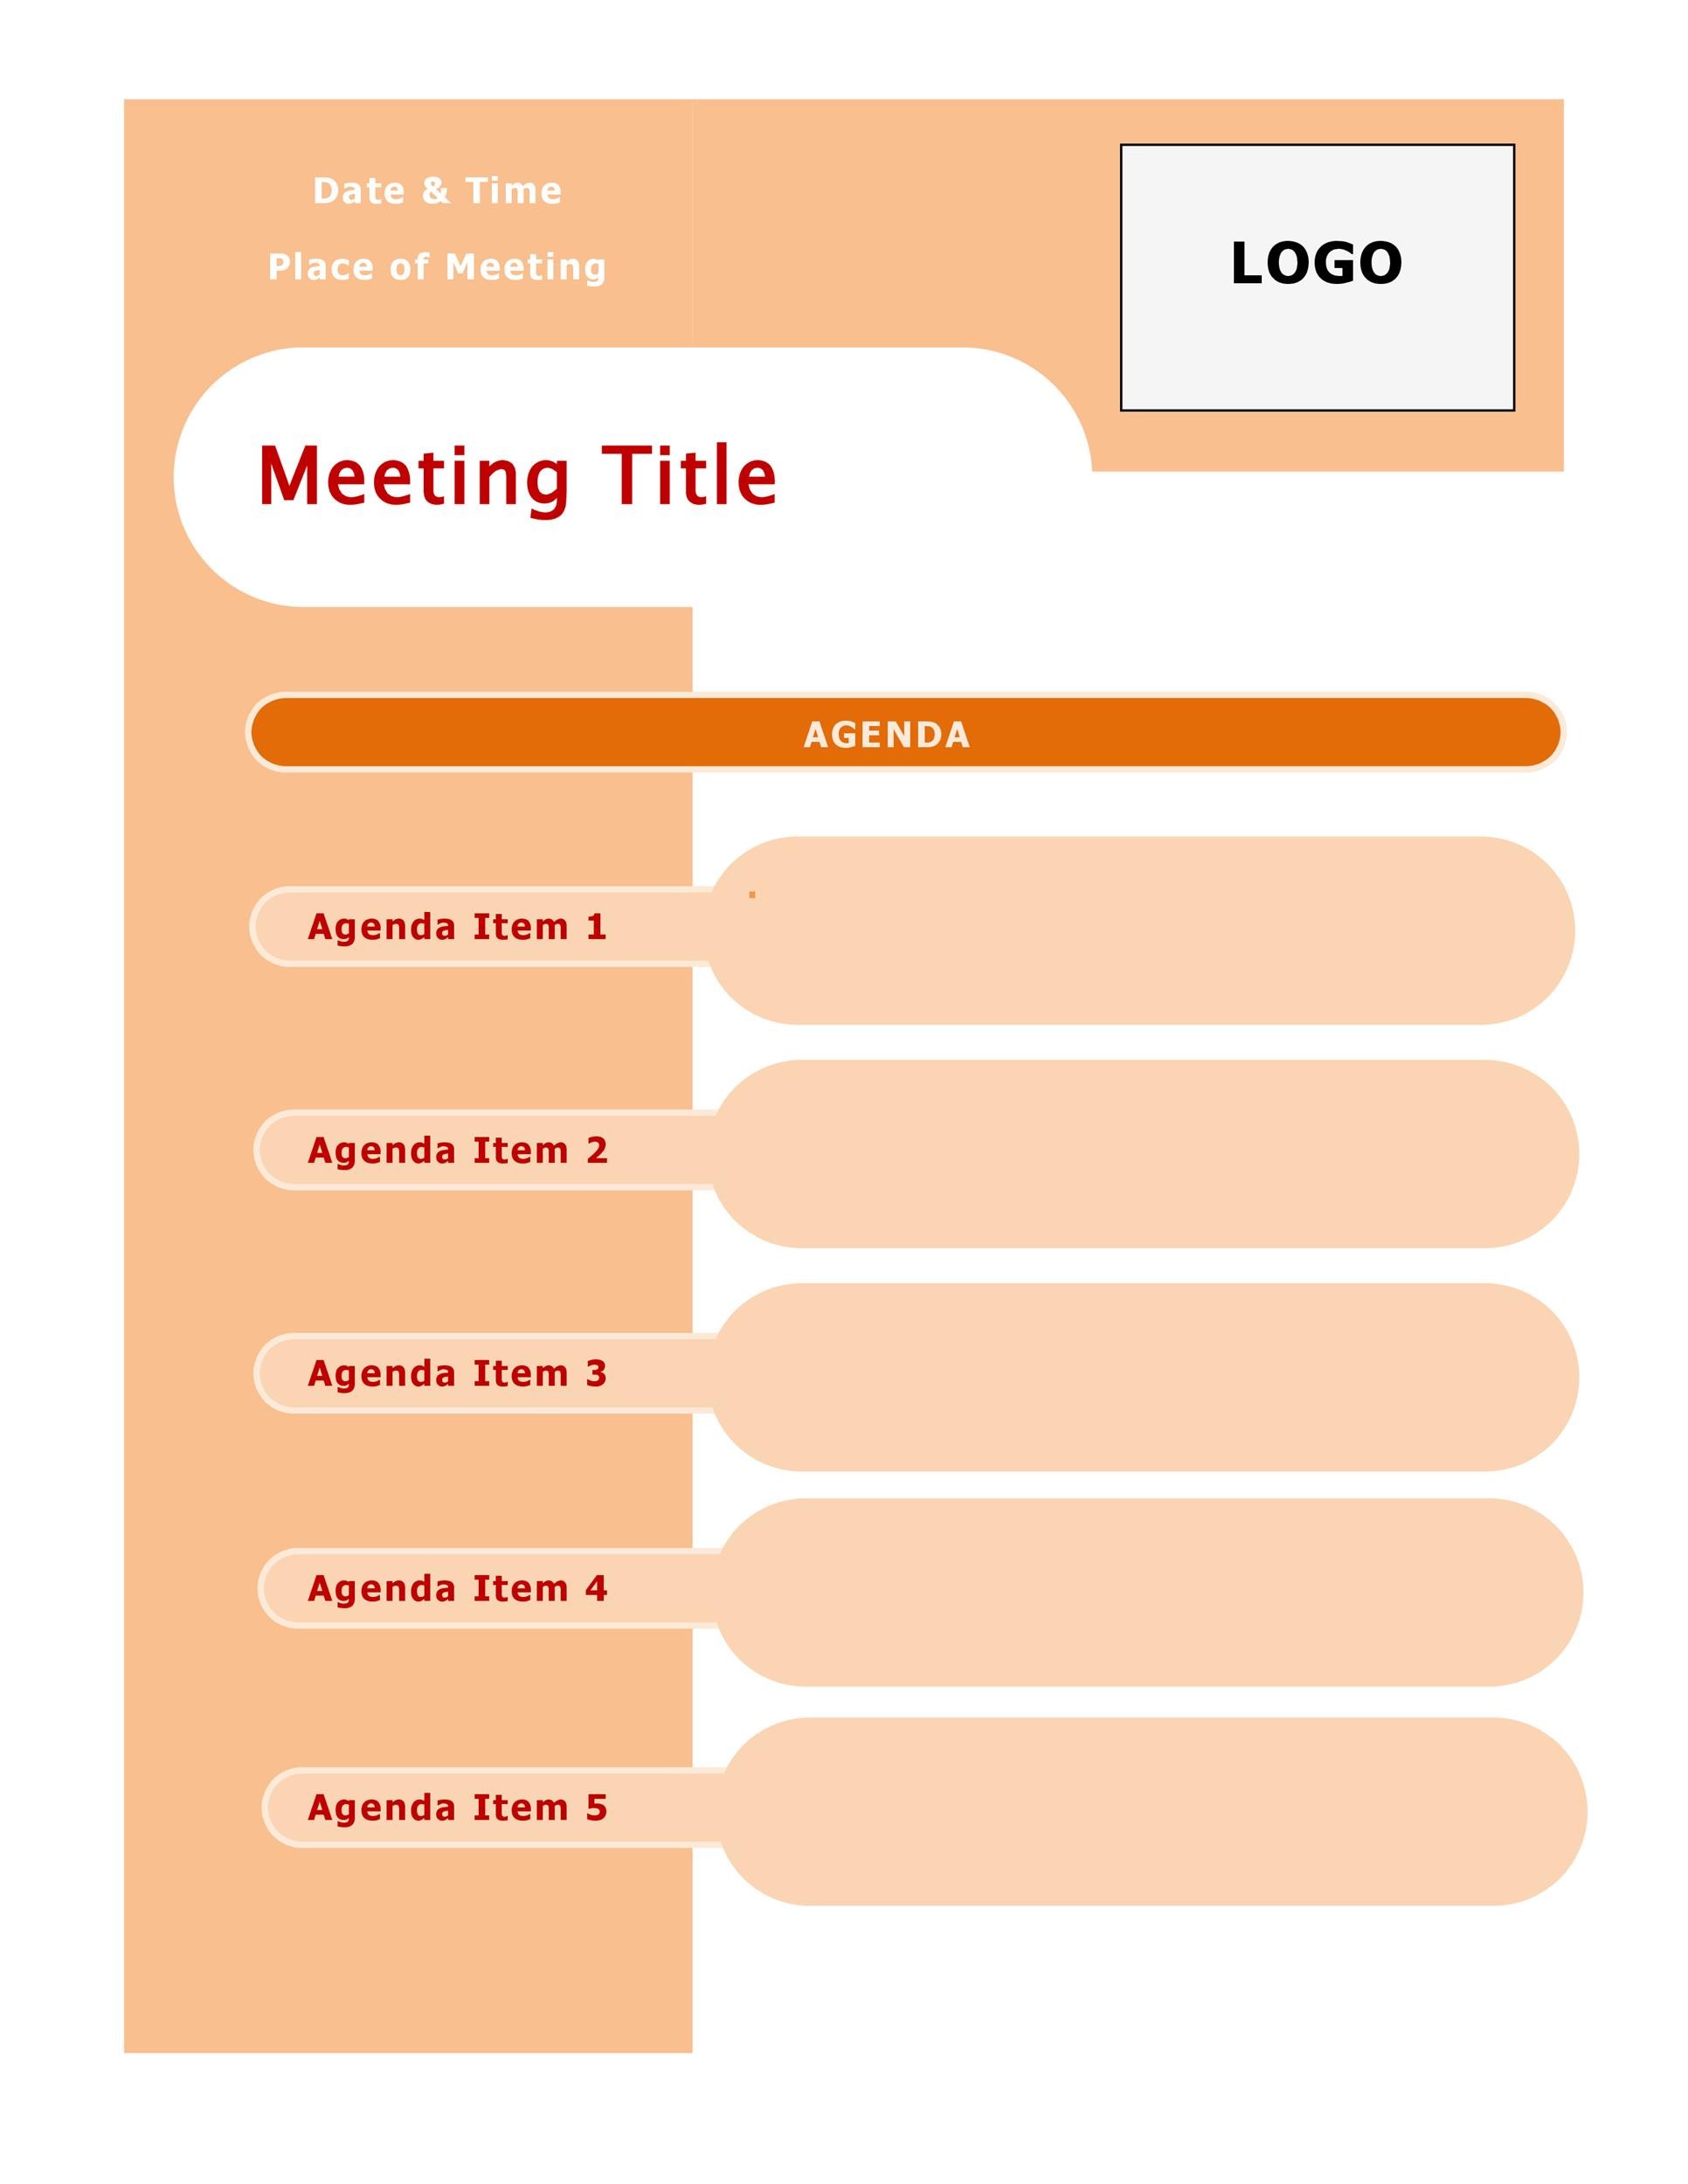 Date & Time
Place of Meeting
LOGO
Meeting Title
AGENDA
Agenda Item 1
Agenda Item 2
Agenda Item 3
Agenda Item 4
Agenda Item 5